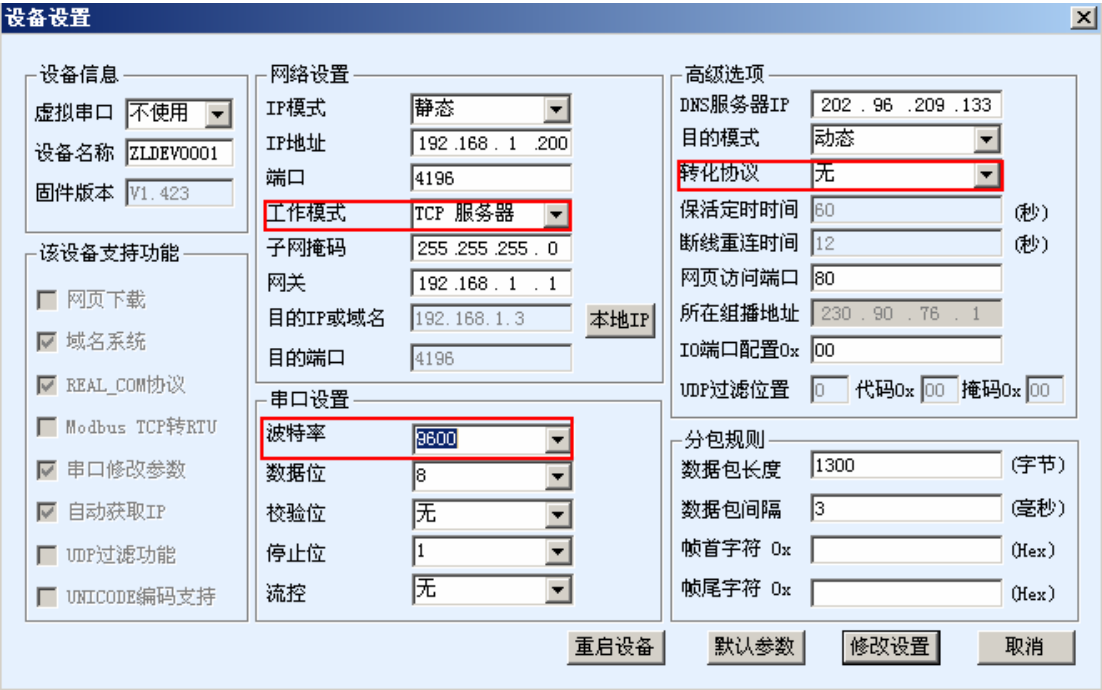 设备设置
设备信息
虚拟串口 不使用
设备名称 ZLDEV0001
固件版本 V1.423
该设备支持功能
网页下载
域名系统
REAL_COM协议
Modbus TCP转RTU
串口修改参数
自动获取IP
UDP过滤功能
UNICODE编码支持
网络设置
IP模式 静态
IP地址 192 .168 . 1 .200
端口 4196
工作模式 TCP 服务器
子网掩码 255 .255 .255 . 0
网关 192 .168 . 1 . 1
目的IP或域名 192.168.1.3 本地IP
目的端口 4196
串口设置
波特率 9600
数据位 8
校验位 无
停止位 1
流控 无
高级选项
DNS服务器IP 202 . 96 .209 .133
目的模式 动态
转化协议 无
保活定时时间 60 (秒)
断线重连时间 12 (秒)
网页访问端口 80
所在组播地址 230 . 90 . 76 . 1
IO端口配置0x 00
UDP过滤位置 0 代码0x 00 掩码0x 00
分包规则
数据包长度 1300 (字节)
数据包间隔 3 (毫秒)
帧首字符 0x (Hex)
帧尾字符 0x (Hex)
重启设备 默认参数 修改设置 取消